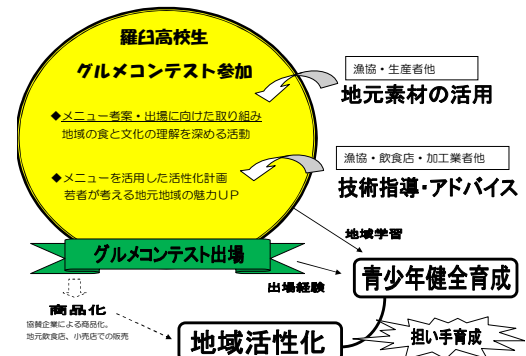 羅臼高校生
グルメコンテスト参加
◆メニュー考案・出場に向けた取り組み
地域の食と文化の理解を深める活動
◆メニューを活用した活性化計画
若者が考える地元地域の魅力UP
漁協・生産者他
地元素材の活用
漁協・飲食店・加工業者他
技術指導・アドバイス
地域学習
グルメコンテスト出場
出場経験
青少年健全育成
商品化
協賛企業による商品化。
地元飲食店、小売店での販売
地域活性化
担い手育成